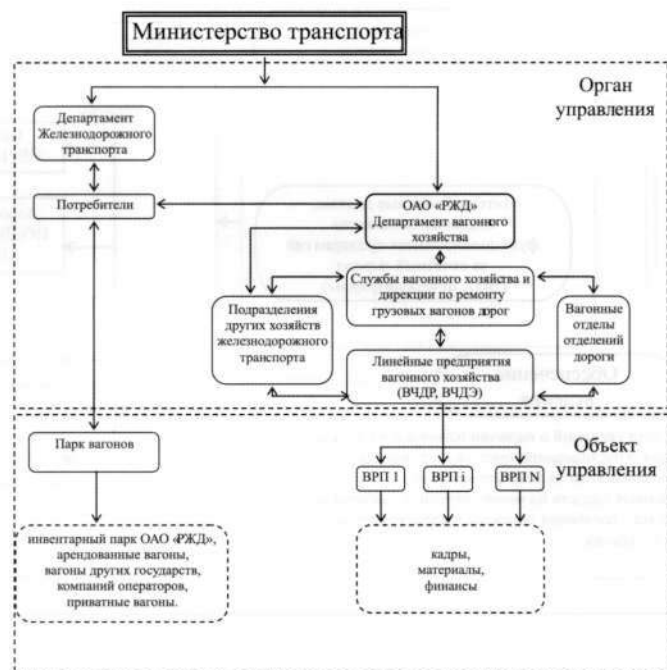 Министерство транспорта
Орган
управления
Департамент
Железнодорожного
транспорта
Потребители
ОАО «РЖД»
Департамент вагонного
хозяйства
Подразделения
других хозяйств
железнодорожного
транспорта
Службы вагонного хозяйства и
дирекции по ремонту
грузовых вагонов дорог
Вагонные
отделы
отделений
дороги
Линейные предприятия
вагонного хозяйства
(ВЧДР, ВЧДЭ)
Объект
управления
Парк вагонов
ВРП 1
ВРП i
ВРП N
инвентарный парк ОАО «РЖД»,
арендованные вагоны,
вагоны других государств,
компаний операторов,
приватные вагоны.
кадры,
материалы,
финансы